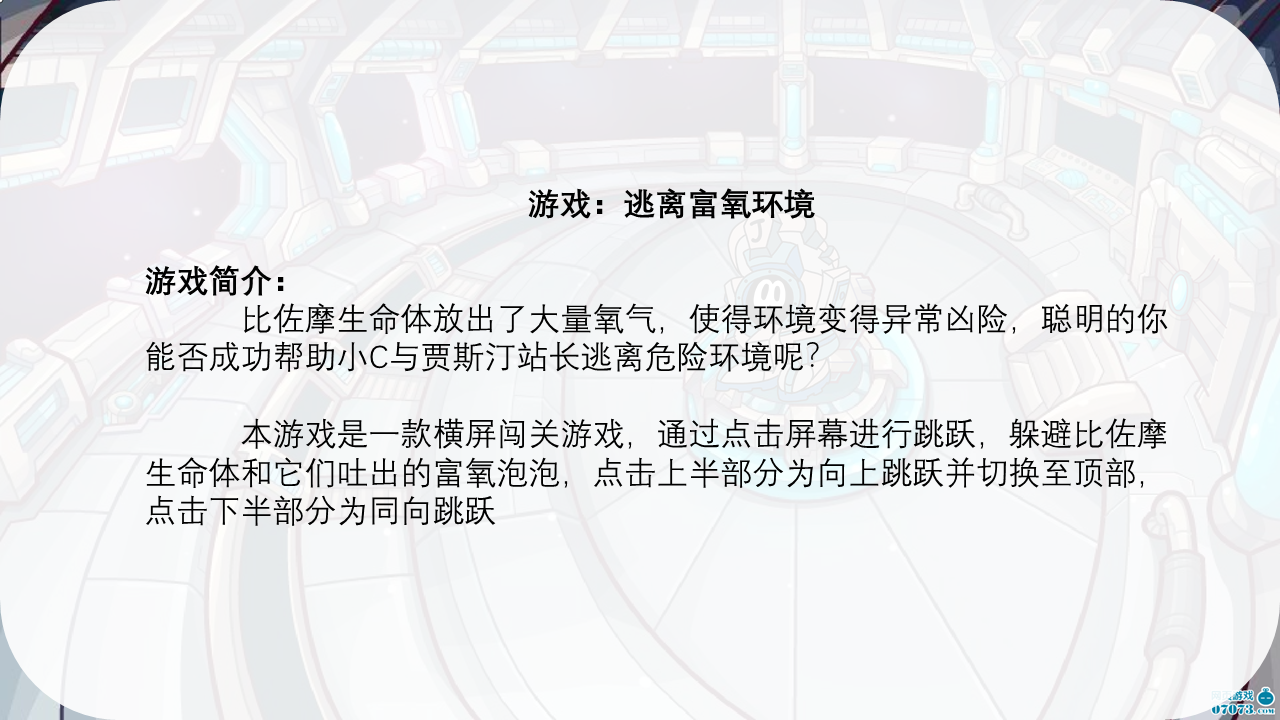 游戏：逃离富氧环境
游戏简介：
比佐摩生命体放出了大量氧气，使得环境变得异常凶险，聪明的你
能否成功帮助小C与贾斯汀站长逃离危险环境呢？
本游戏是一款横屏闯关游戏，通过点击屏幕进行跳跃，躲避比佐摩
生命体和它们吐出的富氧泡泡，点击上半部分为向上跳跃并切换至顶部，
点击下半部分为同向跳跃
J
游戏
07073.COM